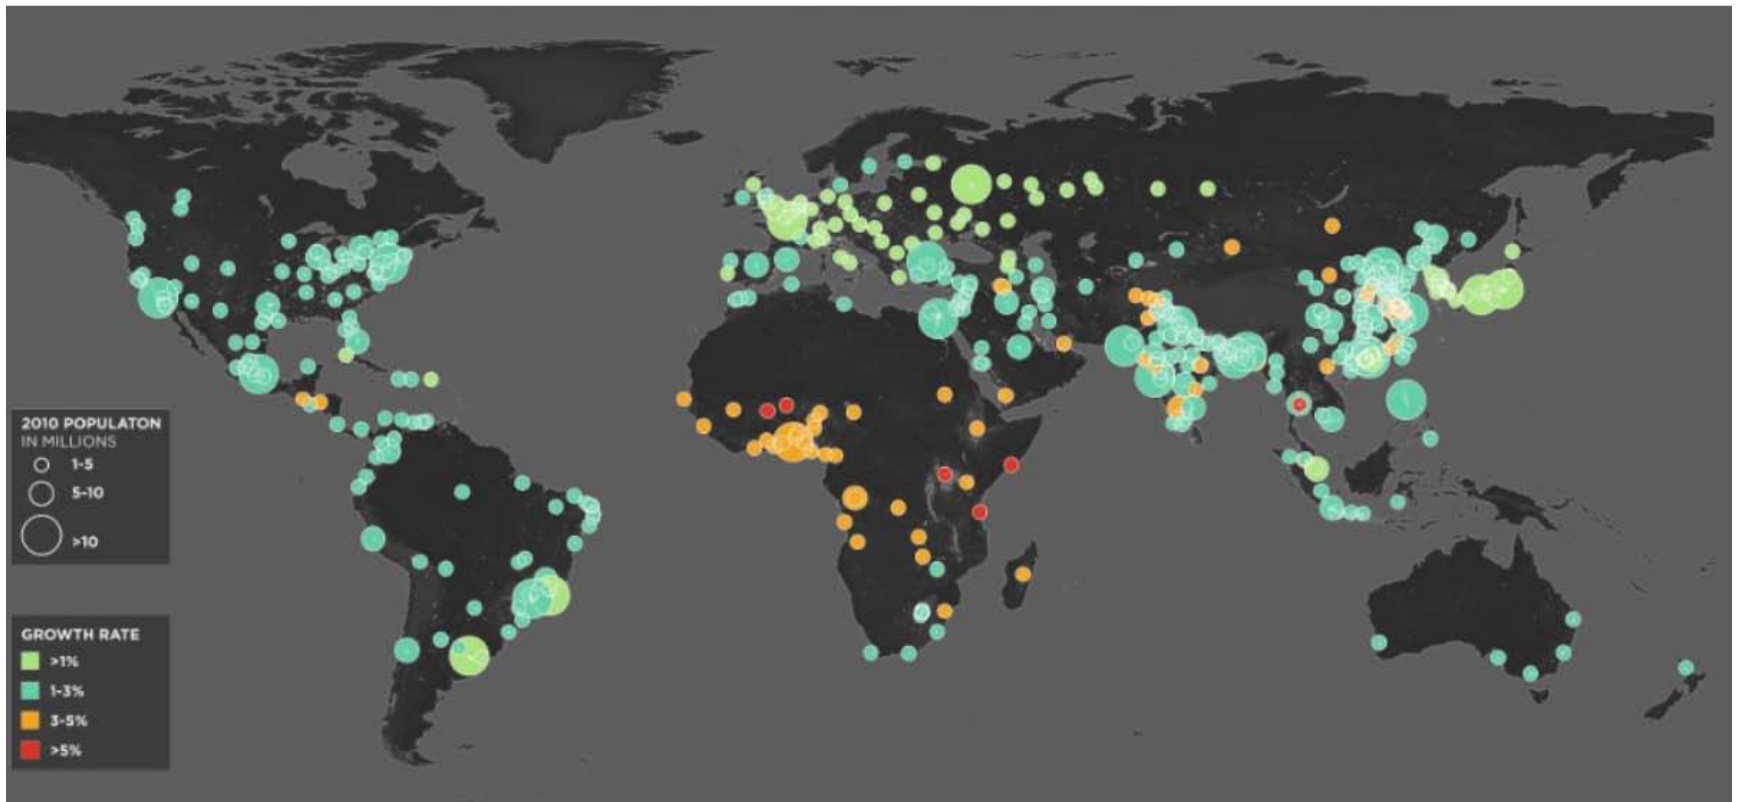 2010 POPULATON
IN MILLIONS
1-5
5-10
>10
GROWTH RATE
>1%
1-3%
3-5%
>5%